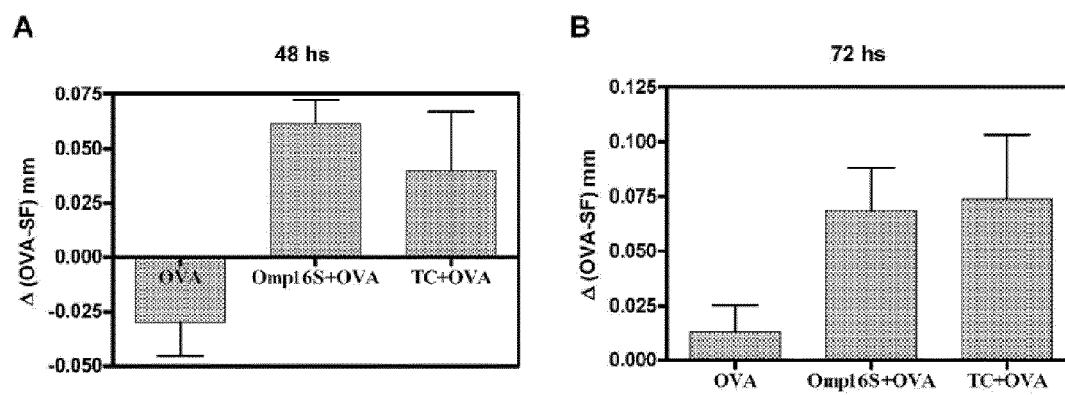 A
48 hs
Δ (OVA-SF) mm
0.075
0.050
0.025
0.000
-0.025
-0.050
OVA
Omp16S+OVA
TC+OVA
B
72 hs
Δ (OVA-SF) mm
0.125
0.100
0.075
0.050
0.025
0.000
OVA
Omp16S+OVA
TC+OVA